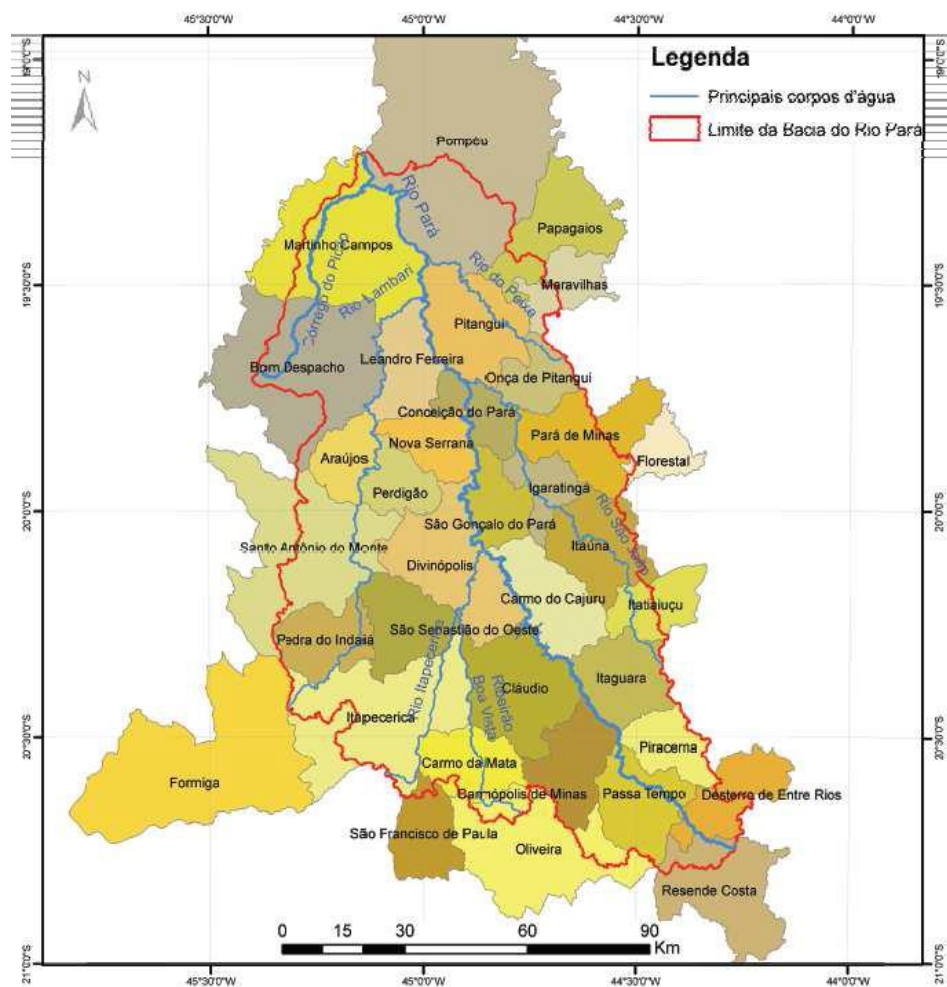 45°30'0"W 45°0'0"W 44°30'0"W 44°0'0"W
Legenda
N
Principais corpos d'água
Limite da Bacia do Rio Pará
Pompéu
Rio Pará
Papagaios
Martinho Campos
Maravilhas
Rio do Peixe
Córrego do Picão
Rio Lambari
19°30'0"S 19°30'0"S
Pitangui
Leandro Ferreira
Bom Despacho
Onça de Pitangui
Conceição do Pará
Pará de Minas
Nova Serrana
Araújos
Florestal
Perdigão
Igaratinga
20°0'0"S 20°0'0"S
São Gonçalo do Pará
Rio São João
Santo Antônio do Monte
Itaúna
Divinópolis
Carmo do Cajuru
Itatiaiuçu
São Sebastião do Oeste
Pedra do Indaiá
Rio Itapecerica
Itaguara
Cláudio
Ribeirão
Boa Vista
Itapecerica
20°30'0"S 20°30'0"S
Piracema
Carmo da Mata
Formiga
Carmópolis de Minas
Passa Tempo
Desterro de Entre Rios
São Francisco de Paula
Oliveira
Resende Costa
0 15 30 60 90
Km
21°0'0"S 21°0'0"S
45°30'0"W 45°0'0"W 44°30'0"W 44°0'0"W